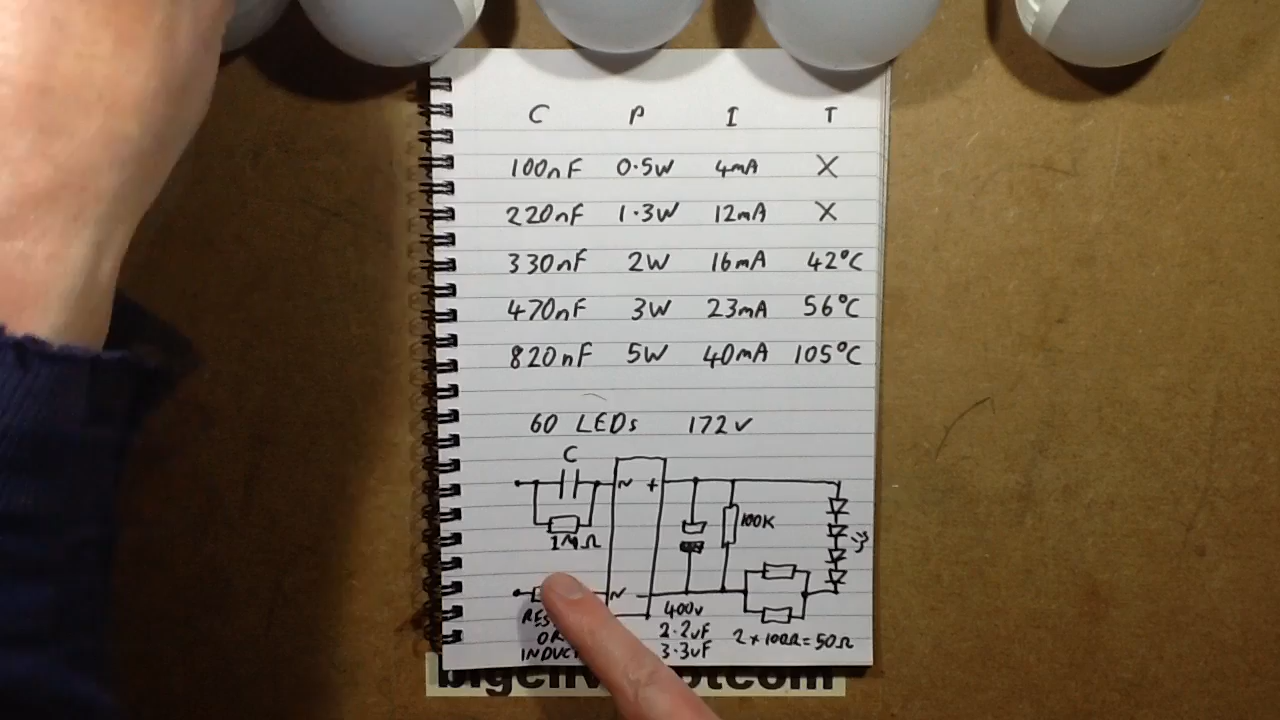 C P I T
100nF 0.5W 4mA X
220nF 1.3W 12mA X
330nF 2W 16mA 42°C
470nF 3W 23mA 56°C
820nF 5W 40mA 105°C
60 LEDs 172v
C
~ +
100K
1MΩ
~ -
400v
2.2uF
3.3uF
2 x 100Ω = 50Ω
OR